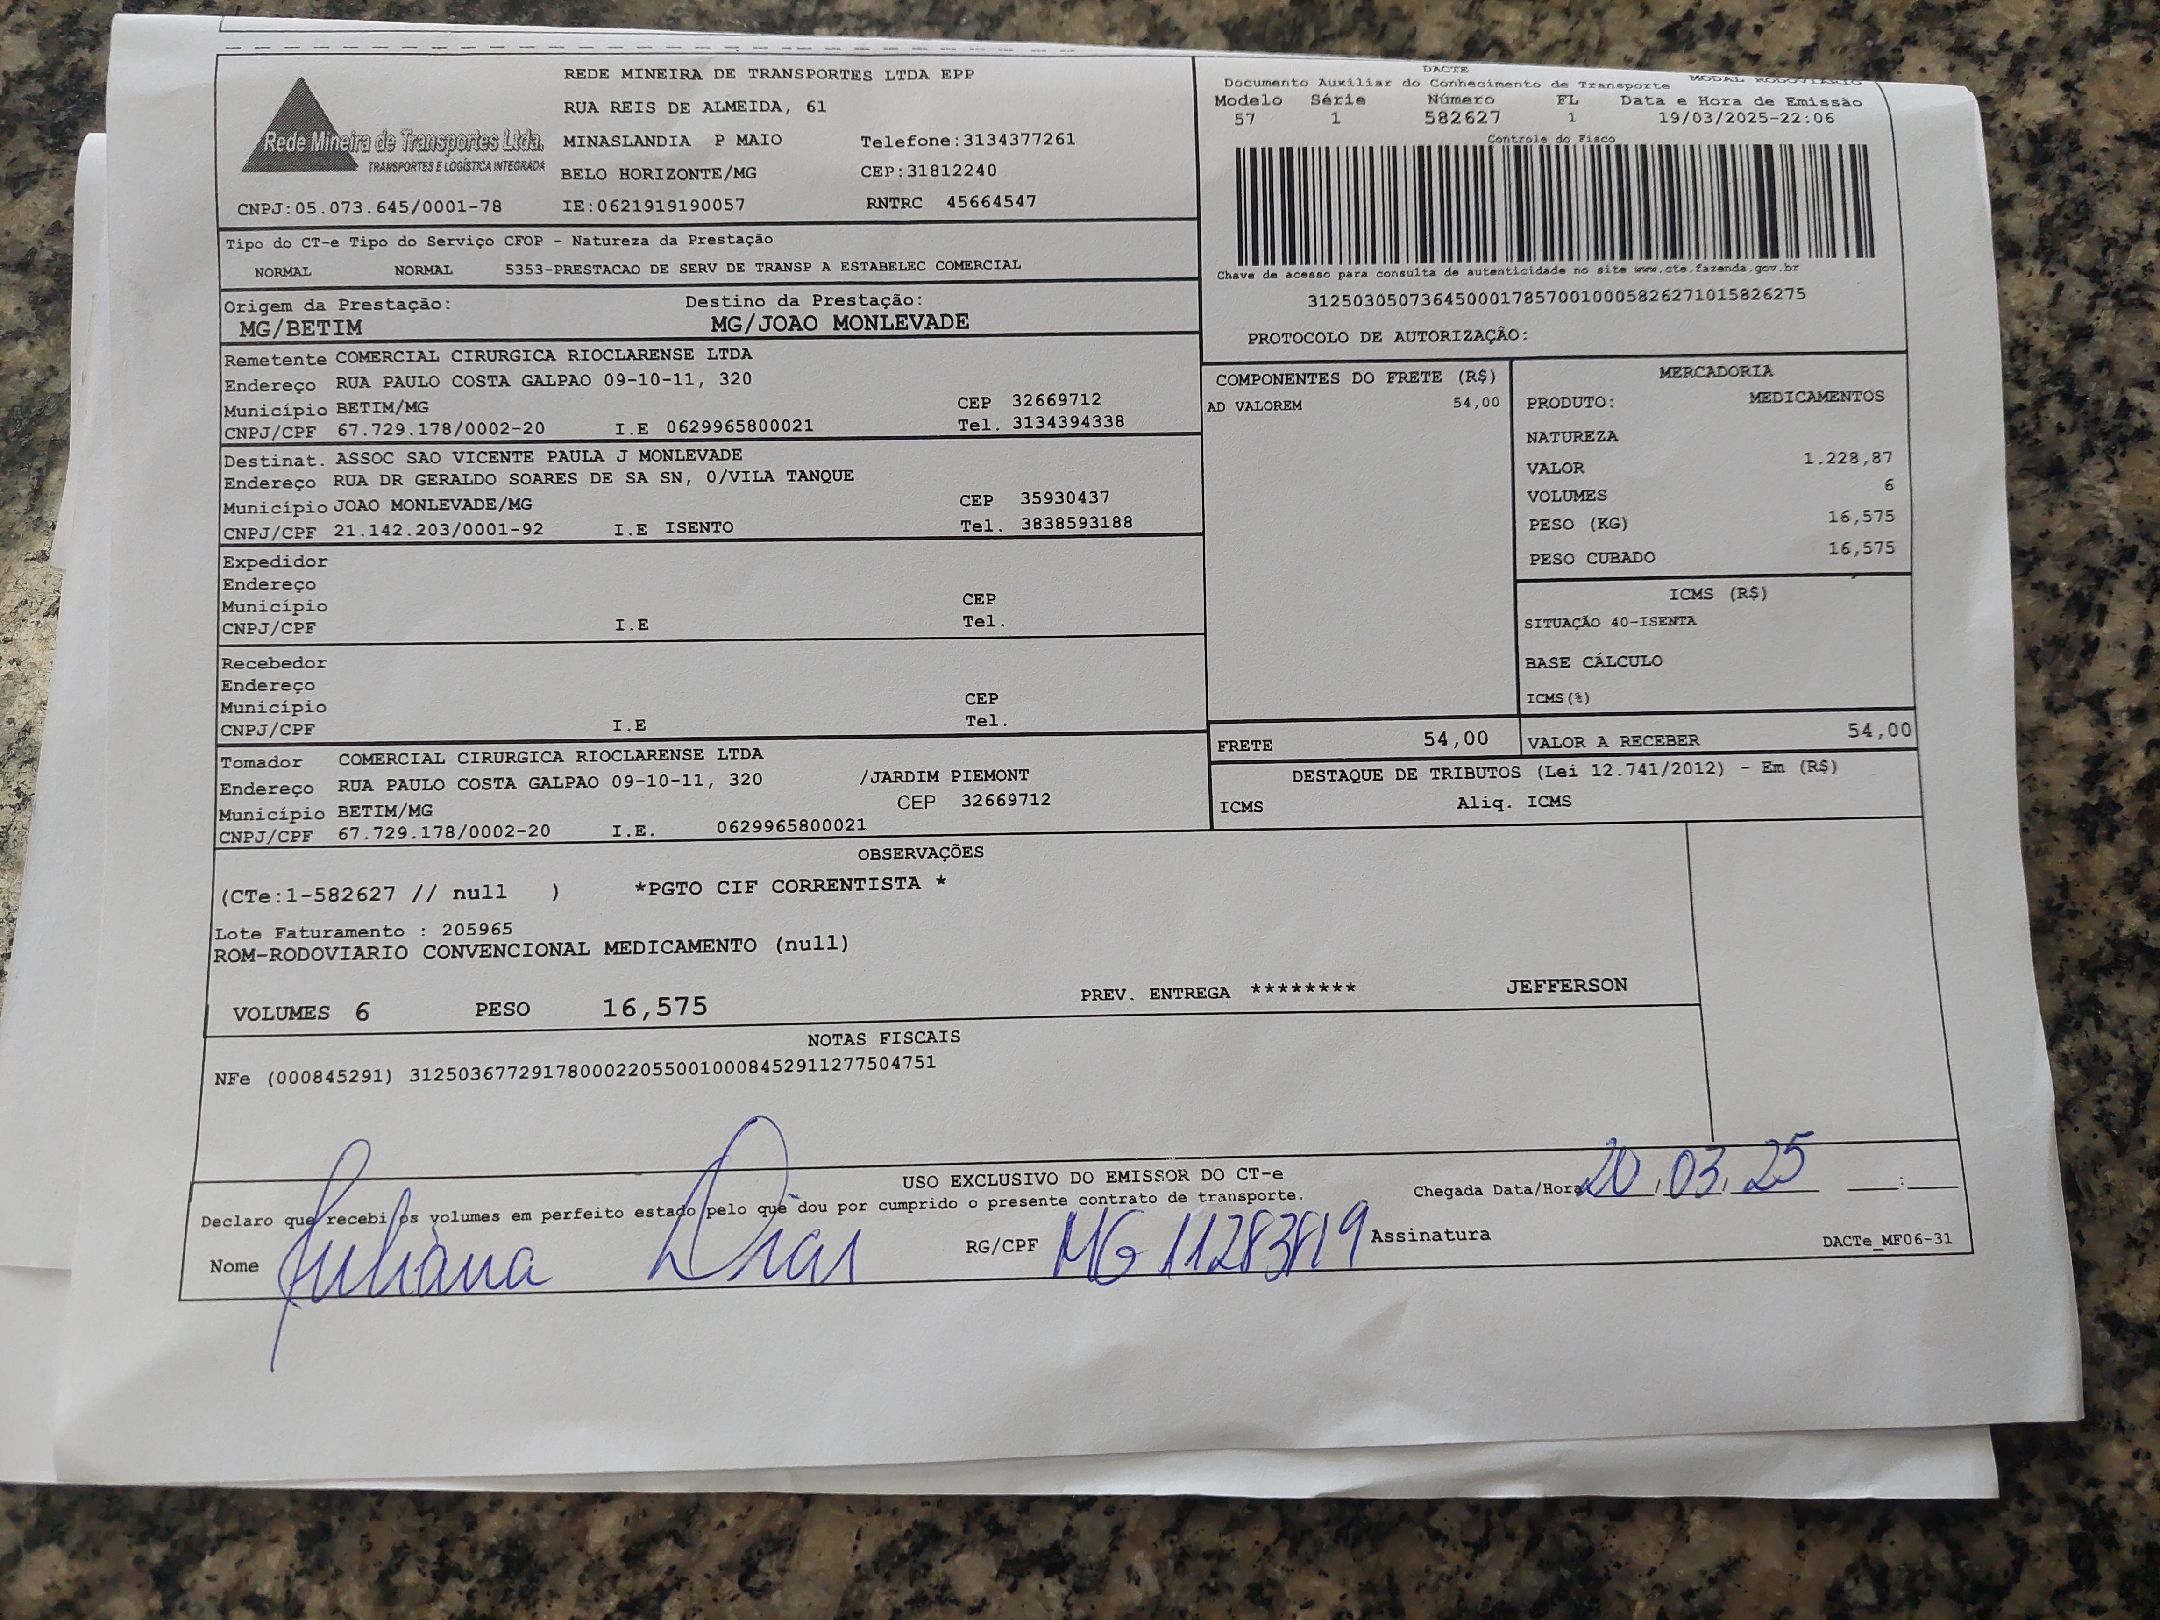 REDE MINEIRA DE TRANSPORTES LTDA EPP
RUA REIS DE ALMEIDA, 61
Rede Mineira de Transportes Ltda.
TRANSPORTES E LOGÍSTICA INTEGRADA
MINASLANDIA P MAIO Telefone:3134377261
BELO HORIZONTE/MG CEP:31812240
CNPJ:05.073.645/0001-78 IE:0621919190057 RNTRC 45664547
DACTE
Documento Auxiliar do Conhecimento de Transporte MODAL RODOVIARIO
Modelo Série Número FL Data e Hora de Emissão
57 1 582627 1 19/03/2025-22:06
Controle do Fisco
Chave de acesso para consulta de autenticidade no site www.cte.fazenda.gov.br
31250305073645000178570010005826271015826275
PROTOCOLO DE AUTORIZAÇÃO:
Tipo do CT-e Tipo do Serviço CFOP - Natureza da Prestação
NORMAL NORMAL 5353-PRESTACAO DE SERV DE TRANSP A ESTABELEC COMERCIAL
Origem da Prestação: Destino da Prestação:
MG/BETIM MG/JOAO MONLEVADE
Remetente COMERCIAL CIRURGICA RIOCLARENSE LTDA
Endereço RUA PAULO COSTA GALPAO 09-10-11, 320
Município BETIM/MG CEP 32669712
CNPJ/CPF 67.729.178/0002-20 I.E 0629965800021 Tel. 3134394338
Destinat. ASSOC SAO VICENTE PAULA J MONLEVADE
Endereço RUA DR GERALDO SOARES DE SA SN, 0/VILA TANQUE
Município JOAO MONLEVADE/MG CEP 35930437
CNPJ/CPF 21.142.203/0001-92 I.E ISENTO Tel. 3838593188
Expedidor
Endereço
Município CEP
CNPJ/CPF I.E Tel.
Recebedor
Endereço
Município CEP
CNPJ/CPF I.E Tel.
Tomador COMERCIAL CIRURGICA RIOCLARENSE LTDA
Endereço RUA PAULO COSTA GALPAO 09-10-11, 320 /JARDIM PIEMONT
Município BETIM/MG CEP 32669712
CNPJ/CPF 67.729.178/0002-20 I.E. 0629965800021
COMPONENTES DO FRETE (R$)
AD VALOREM 54,00
MERCADORIA
PRODUTO: MEDICAMENTOS
NATUREZA
VALOR 1.228,87
VOLUMES 6
PESO (KG) 16,575
PESO CUBADO 16,575
ICMS (R$)
SITUAÇÃO 40-ISENTA
BASE CÁLCULO
ICMS(%)
FRETE 54,00 VALOR A RECEBER 54,00
DESTAQUE DE TRIBUTOS (Lei 12.741/2012) - Em (R$)
ICMS Aliq. ICMS
OBSERVAÇÕES
(CTe:1-582627 // null ) *PGTO CIF CORRENTISTA *
Lote Faturamento : 205965
ROM-RODOVIARIO CONVENCIONAL MEDICAMENTO (null)
VOLUMES 6 PESO 16,575 PREV. ENTREGA ******** JEFFERSON
NOTAS FISCAIS
NFe (000845291) 31250367729178000220550010008452911277504751
USO EXCLUSIVO DO EMISSOR DO CT-e
Declaro que recebi os volumes em perfeito estado pelo que dou por cumprido o presente contrato de transporte. Chegada Data/Hora 20.03.25 :
Nome Juliana Dias RG/CPF MG 11283819 Assinatura DACTe_MF06-31